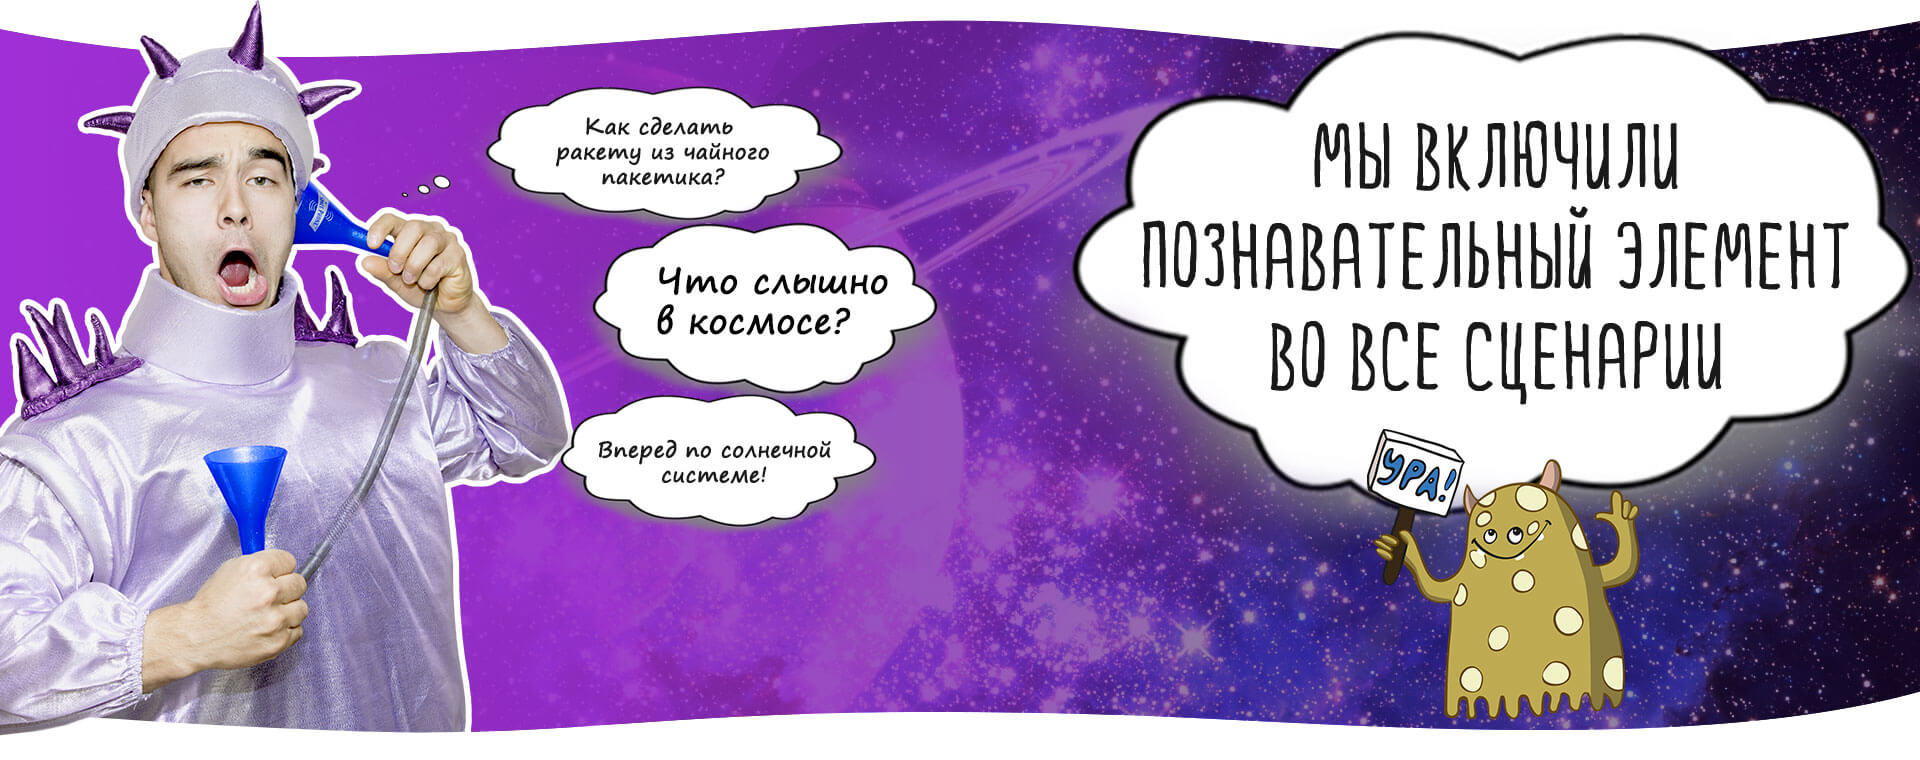 Как сделать
ракету из чайного
пакетика?
Что слышно
в космосе?
Вперед по солнечной
системе!
МЫ ВКЛЮЧИЛИ
ПОЗНАВАТЕЛЬНЫЙ ЭЛЕМЕНТ
ВО ВСЕ СЦЕНАРИИ
УРА!